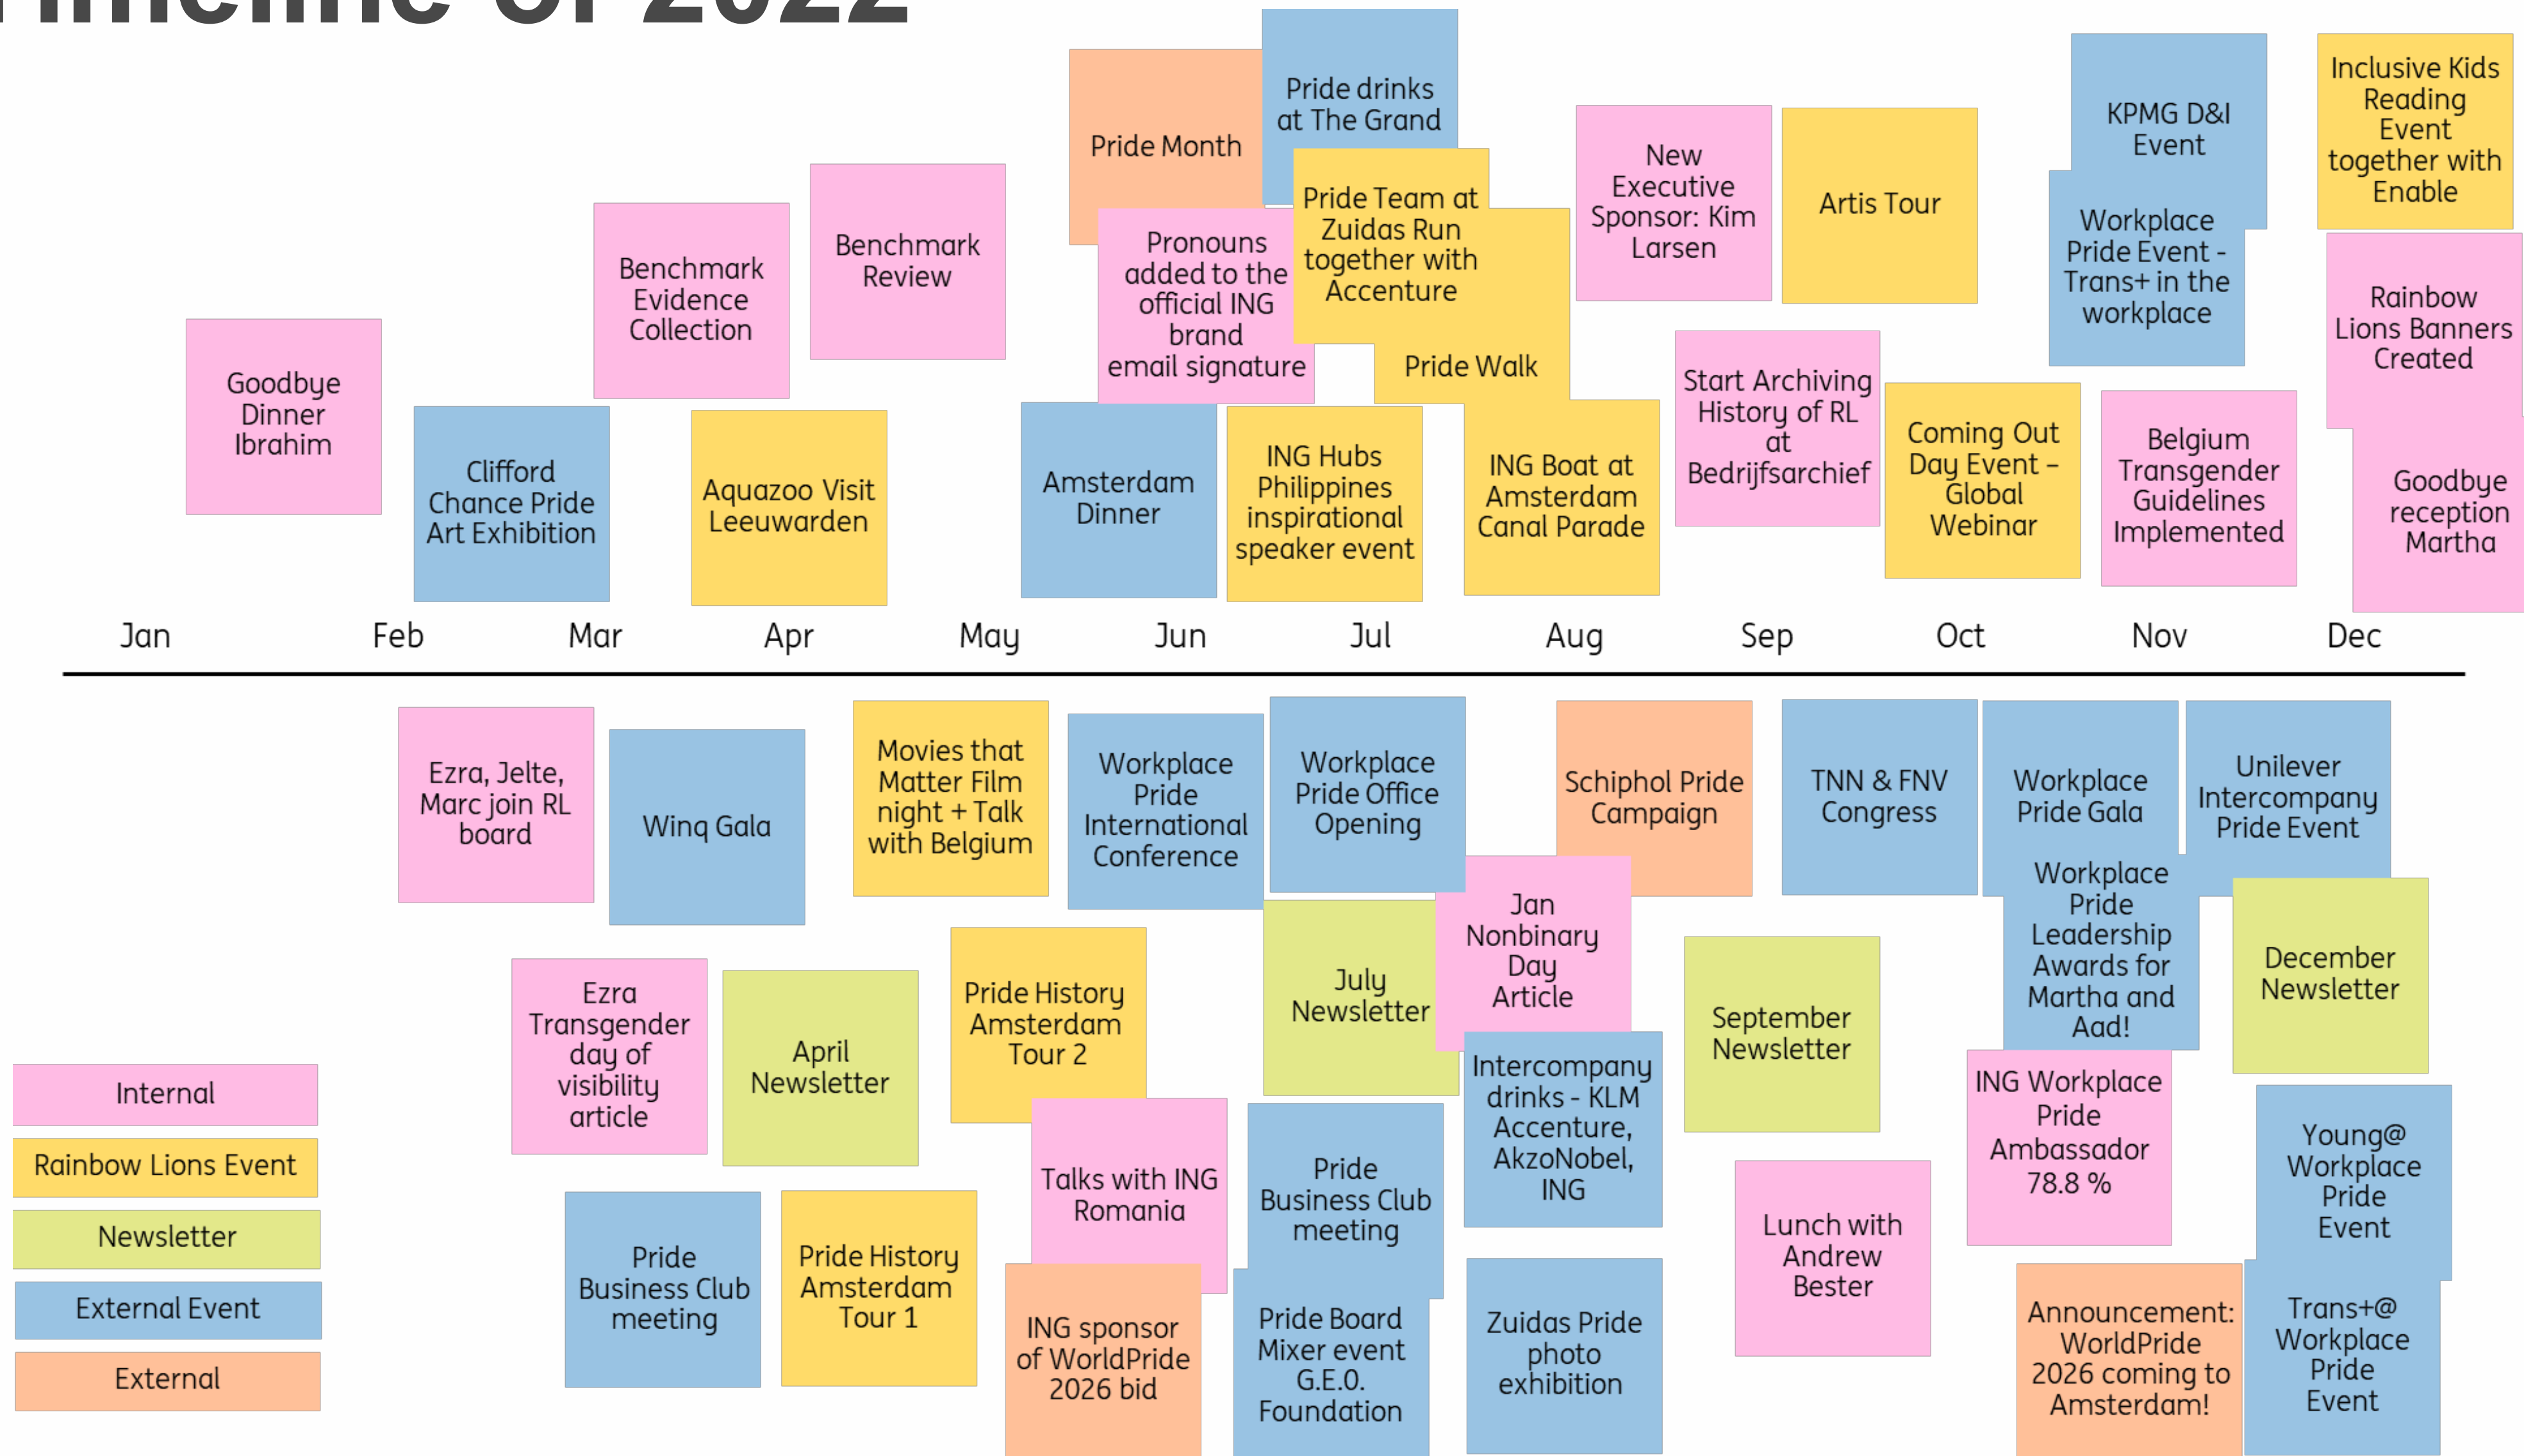 Timeline of 2022
Pride drinks
at The Grand
Pride Month
KPMG D&I
Event
Inclusive Kids
Reading
Event
together with
Enable
New
Executive
Sponsor: Kim
Larsen
Artis Tour
Benchmark
Review
Benchmark
Evidence
Collection
Pronouns
added to the
official ING
brand
email signature
Pride Team at
Zuidas Run
together with
Accenture
Pride Walk
Workplace
Pride Event -
Trans+ in the
workplace
Rainbow
Lions Banners
Created
Goodbye
Dinner
Ibrahim
Clifford
Chance Pride
Art Exhibition
Aquazoo Visit
Leeuwarden
Amsterdam
Dinner
ING Hubs
Philippines
inspirational
speaker event
ING Boat at
Amsterdam
Canal Parade
Start Archiving
History of RL
at
Bedrijfsarchief
Coming Out
Day Event –
Global
Webinar
Belgium
Transgender
Guidelines
Implemented
Goodbye
reception
Martha
Jan Feb Mar Apr May Jun Jul Aug Sep Oct Nov Dec
Ezra, Jelte,
Marc join RL
board
Winq Gala
Movies that
Matter Film
night + Talk
with Belgium
Workplace
Pride
International
Conference
Workplace
Pride Office
Opening
Schiphol Pride
Campaign
TNN & FNV
Congress
Workplace
Pride Gala
Unilever
Intercompany
Pride Event
Ezra
Transgender
day of
visibility
article
April
Newsletter
Pride History
Amsterdam
Tour 2
July
Newsletter
Jan
Nonbinary
Day
Article
September
Newsletter
Workplace
Pride
Leadership
Awards for
Martha and
Aad!
December
Newsletter
Talks with ING
Romania
Pride
Business Club
meeting
Intercompany
drinks - KLM
Accenture,
AkzoNobel,
ING
ING Workplace
Pride
Ambassador
78.8 %
Young@
Workplace
Pride
Event
Pride
Business Club
meeting
Pride History
Amsterdam
Tour 1
ING sponsor
of WorldPride
2026 bid
Pride Board
Mixer event
G.E.O.
Foundation
Zuidas Pride
photo
exhibition
Lunch with
Andrew
Bester
Announcement:
WorldPride
2026 coming to
Amsterdam!
Trans+@
Workplace
Pride
Event
Internal
Rainbow Lions Event
Newsletter
External Event
External